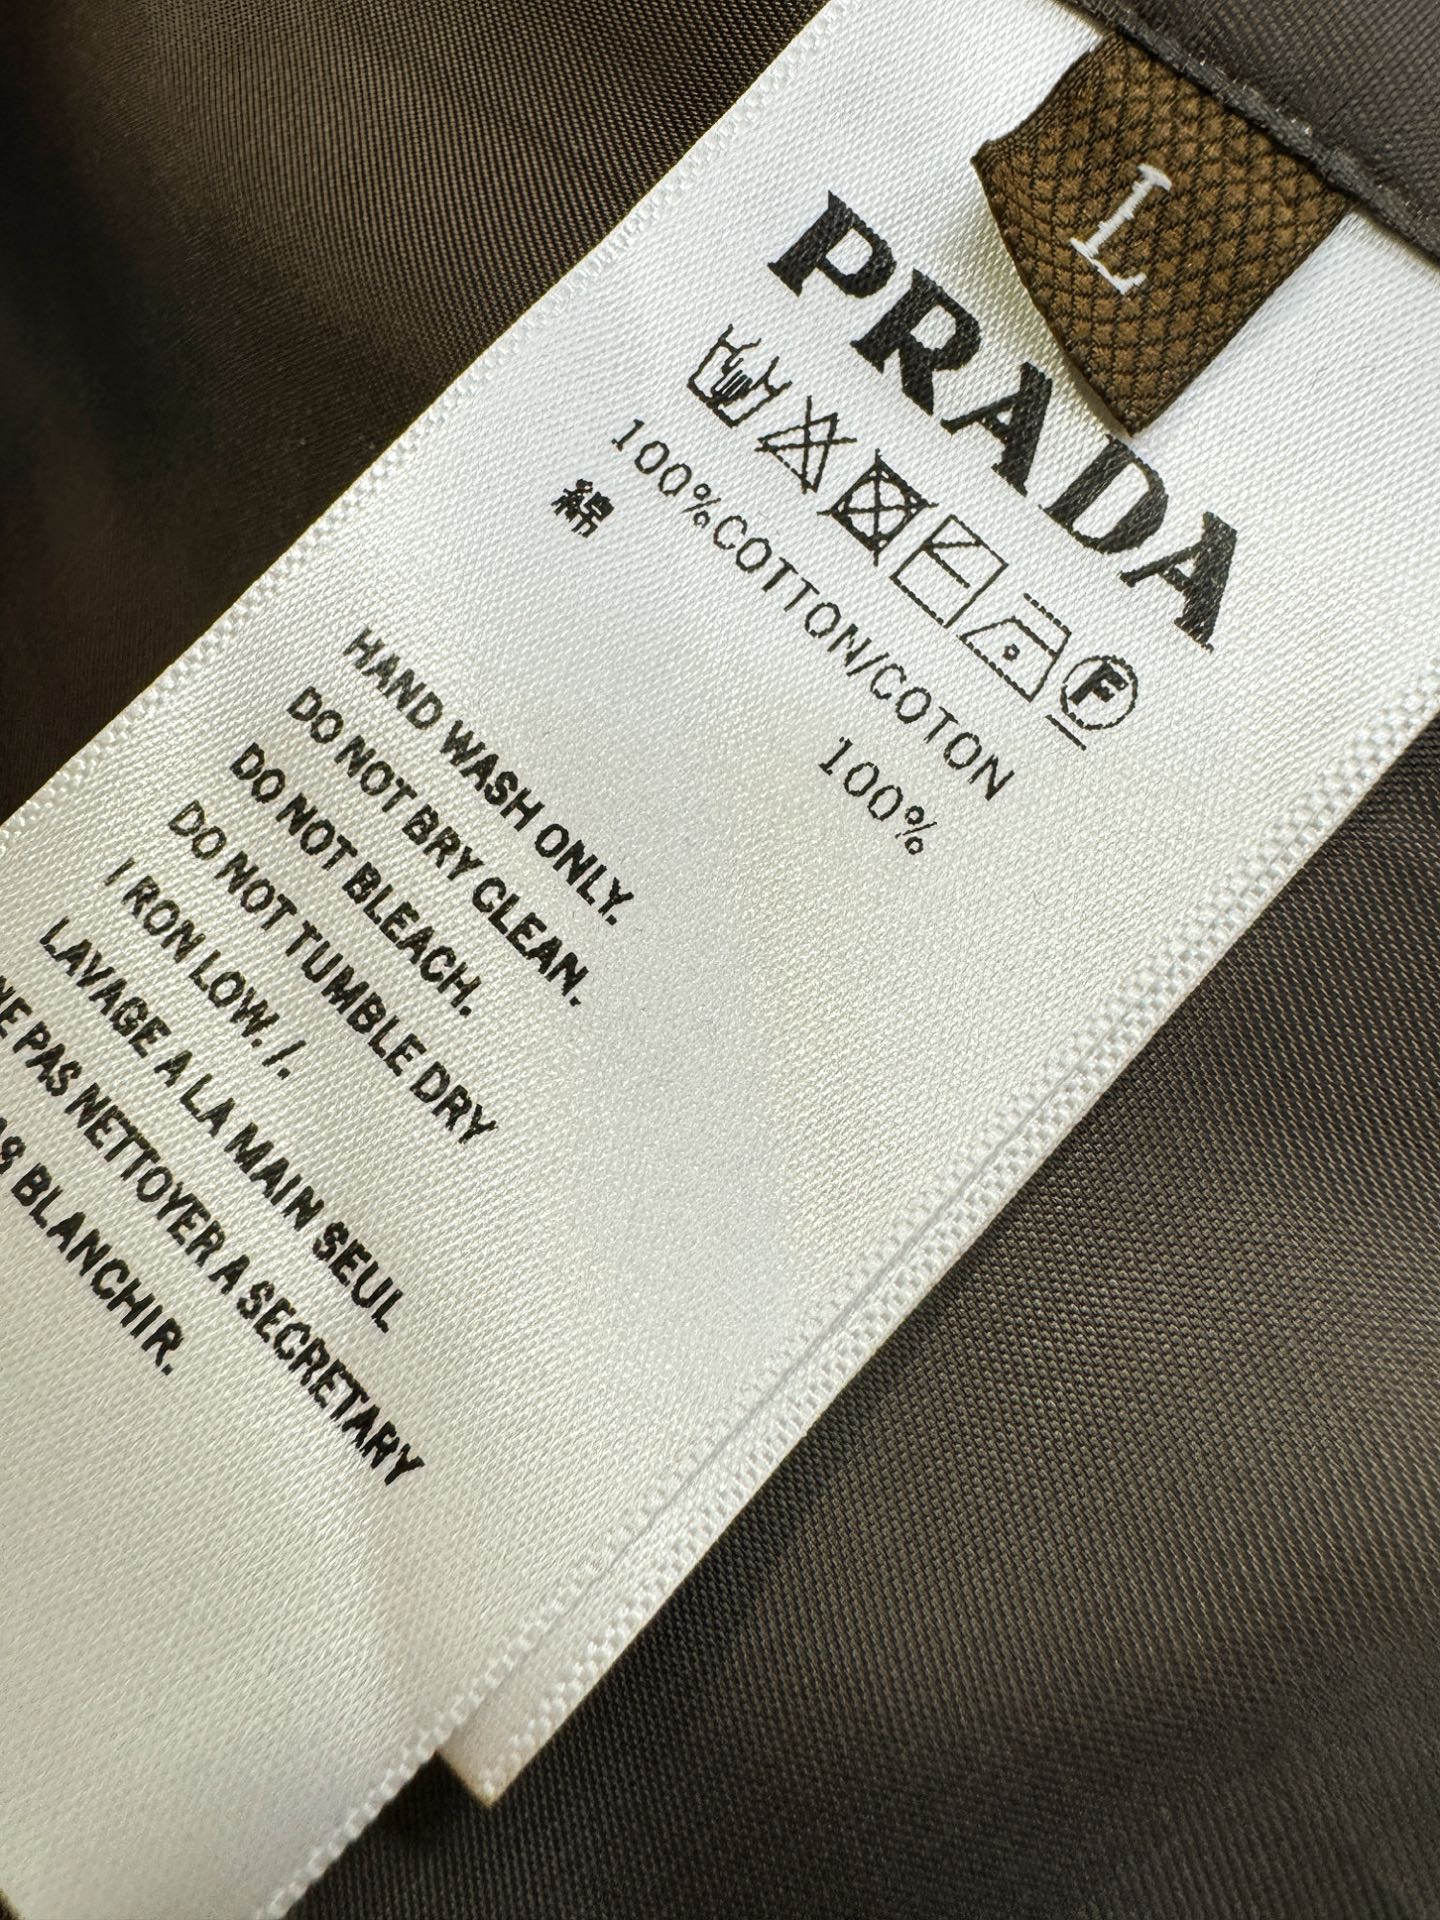 L
PRADA
F
100%COTTON/COTON
綿 100%
HAND WASH ONLY.
DO NOT BRY CLEAN.
DO NOT BLEACH.
DO NOT TUMBLE DRY
I RON LOW. /.
LAVAGE A LA MAIN SEUL
NE PAS NETTOYER A SECRETARY
BLANCHIR.